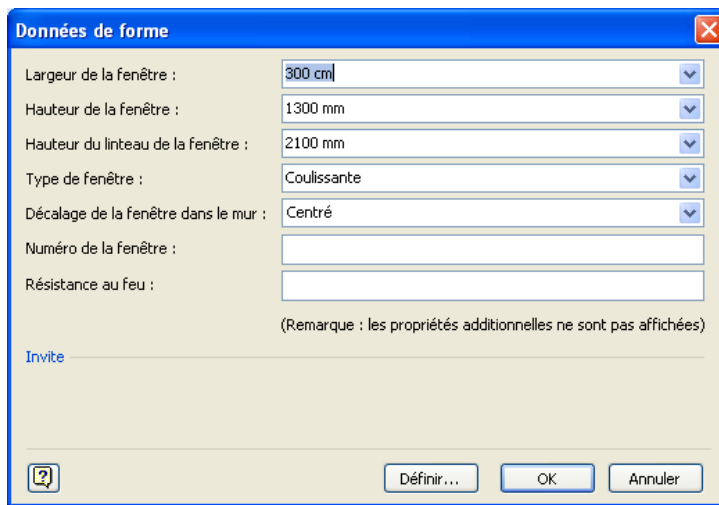 Données de forme
Largeur de la fenêtre : 300 cm
Hauteur de la fenêtre : 1300 mm
Hauteur du linteau de la fenêtre : 2100 mm
Type de fenêtre : Coulissante
Décalage de la fenêtre dans le mur : Centré
Numéro de la fenêtre :
Résistance au feu :
(Remarque : les propriétés additionnelles ne sont pas affichées)
Invite
? Définir... OK Annuler